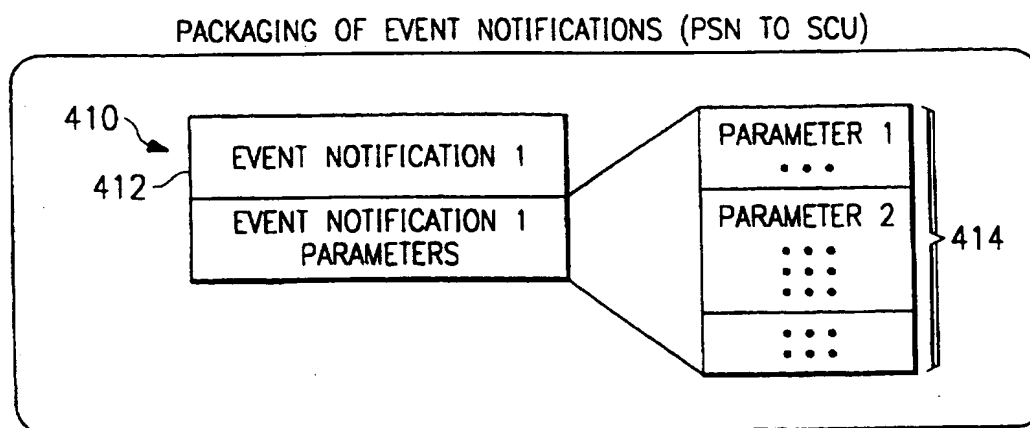 PACKAGING OF EVENT NOTIFICATIONS (PSN TO SCU)
410
412
EVENT NOTIFICATION 1
EVENT NOTIFICATION 1
PARAMETERS
PARAMETER 1
PARAMETER 2
414